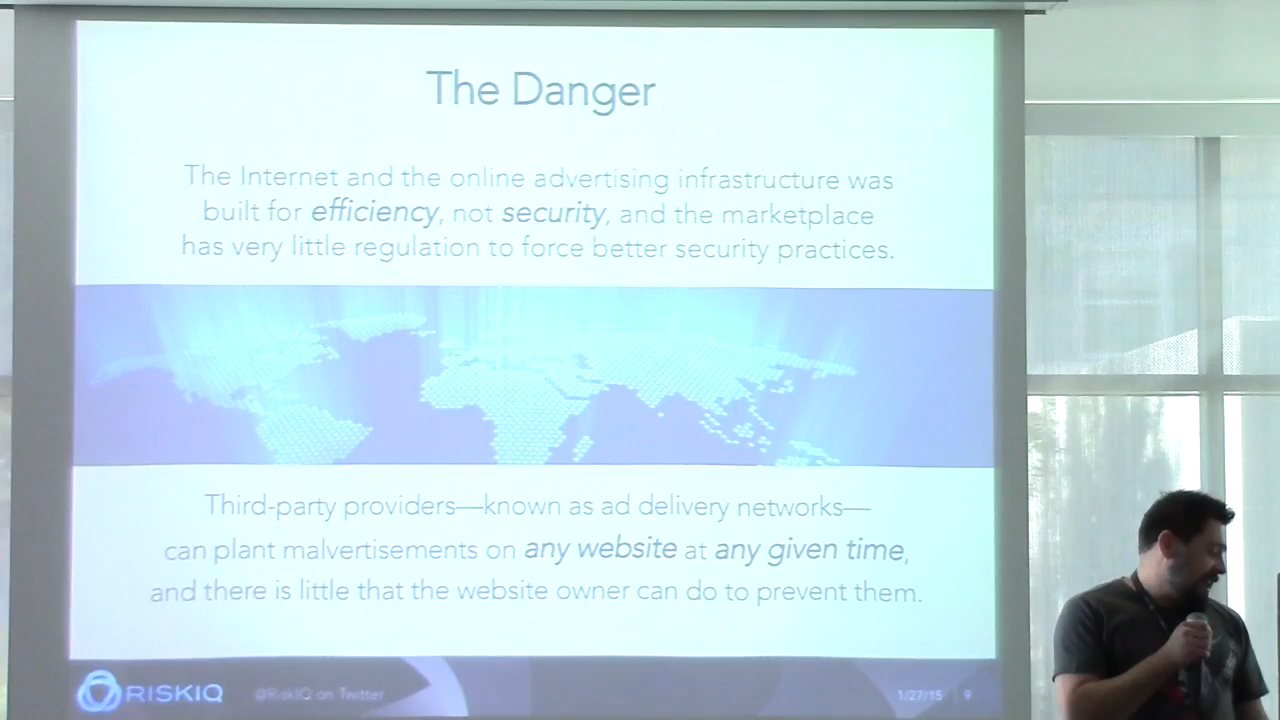 The Danger
The Internet and the online advertising infrastructure was
built for efficiency, not security, and the marketplace
has very little regulation to force better security practices.
Third-party providers—known as ad delivery networks—
can plant malvertisements on any website at any given time,
and there is little that the website owner can do to prevent them.
RISKIQ
@RiskIQ on Twitter
1/27/15 | 9